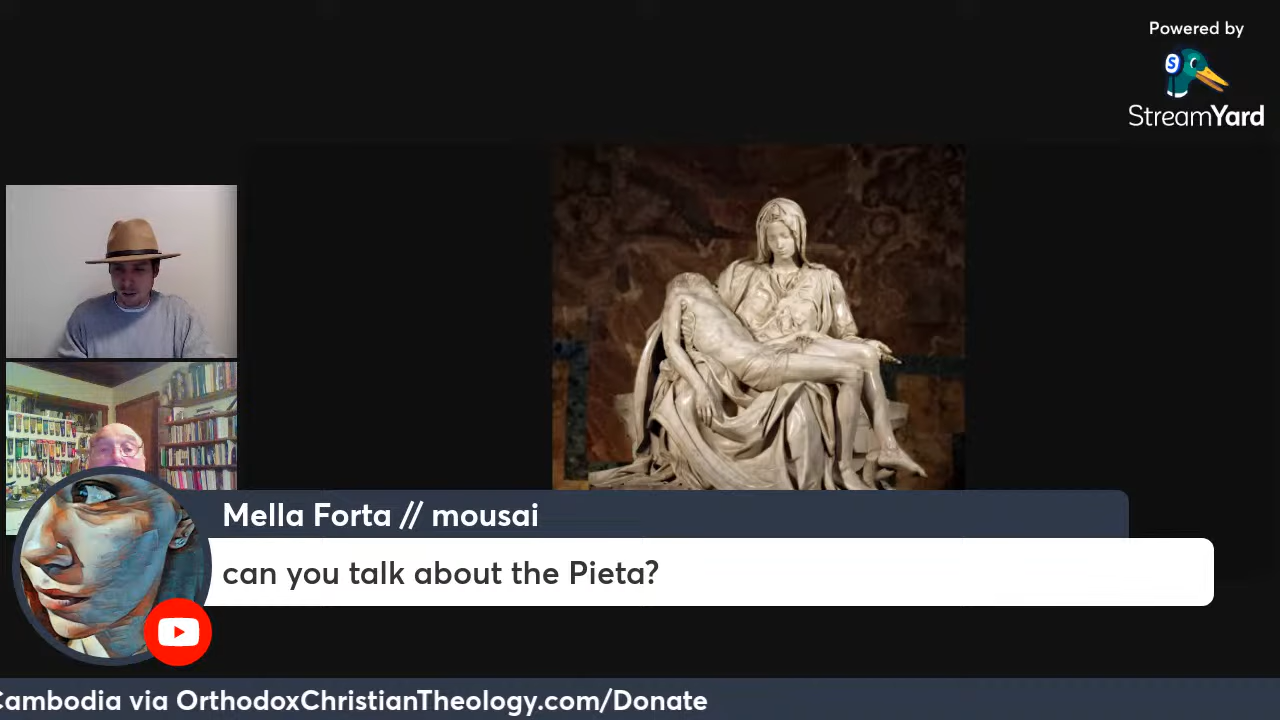 Powered by
S
StreamYard
Mella Forta // mousai
can you talk about the Pieta?
Cambodia via OrthodoxChristianTheology.com/Donate